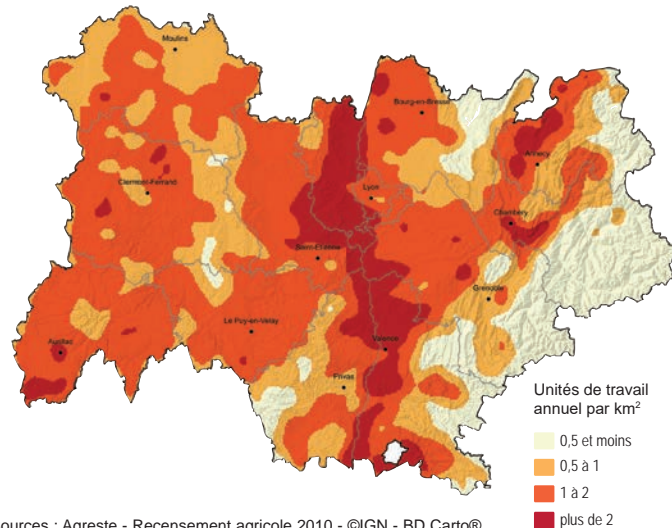 Moulins
Bourg-en-Bresse
Annecy
Clermont-Ferrand
Lyon
Chambéry
Saint-Etienne
Grenoble
Le Puy-en-Velay
Valence
Aurillac
Privas
Unités de travail
annuel par km²
0,5 et moins
0,5 à 1
1 à 2
plus de 2
ources : Agreste - Recensement agricole 2010 - ©IGN - BD Carto®